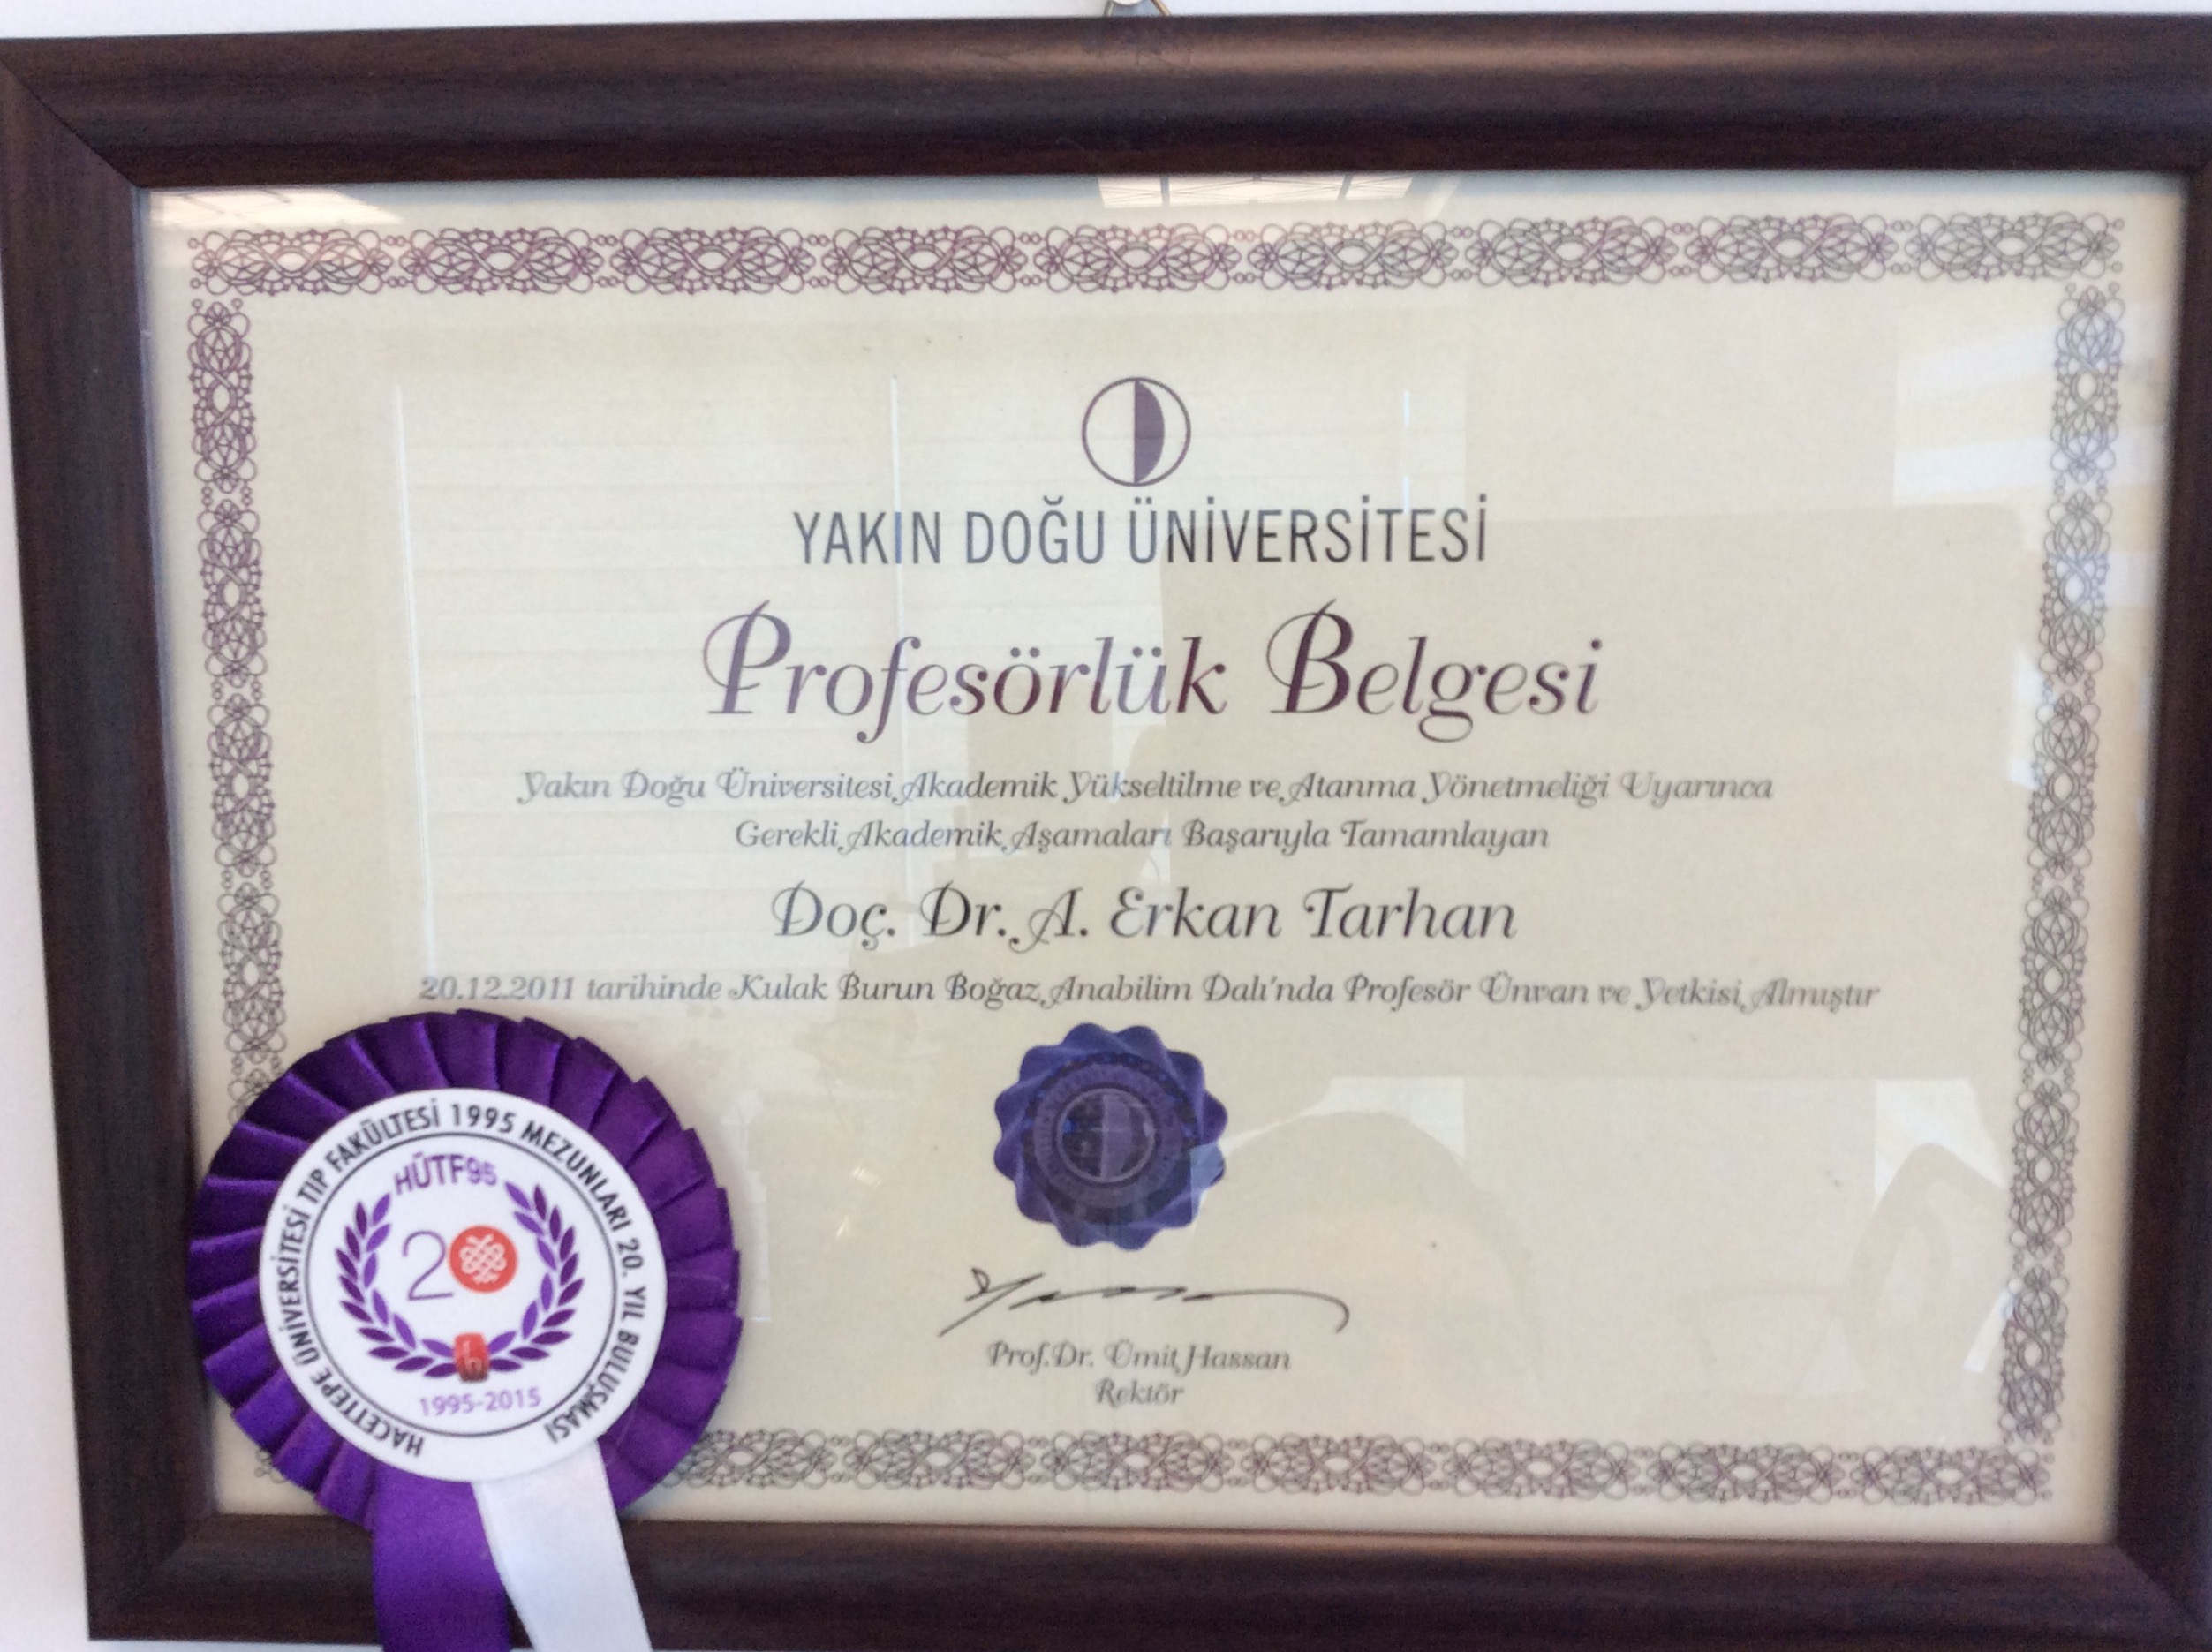 YAKIN DOĞU ÜNİVERSİTESİ
Profesörlük Belgesi
Yakın Doğu Üniversitesi Akademik Yükseltilme ve Atanma Yönetmeliği Uyarınca
Gerekli Akademik Aşamaları Başarıyla Tamamlayan
Doç. Dr. A. Erkan Tarhan
20.12.2011 tarihinde Kulak Burun Boğaz Anabilim Dalı'nda Profesör Ünvan ve Yetkisi Almıştır
Prof.Dr. Ümit Hassan
Rektör
HACETTEPE ÜNİVERSİTESİ TIP FAKÜLTESİ 1995 MEZUNLARI 20. YIL BULUŞMASI
HÜTF95
20
1995-2015